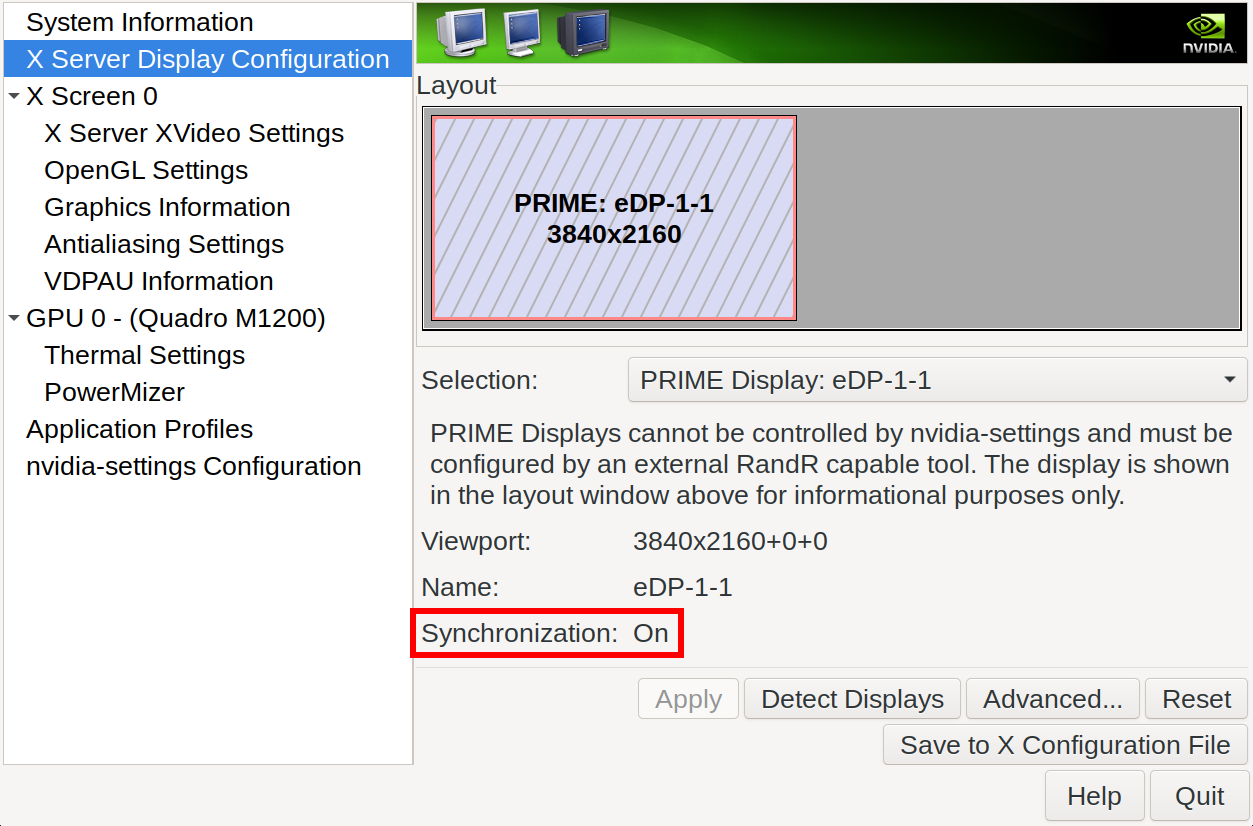 System Information
X Server Display Configuration
X Screen 0
X Server XVideo Settings
OpenGL Settings
Graphics Information
Antialiasing Settings
VDPAU Information
GPU 0 - (Quadro M1200)
Thermal Settings
PowerMizer
Application Profiles
nvidia-settings Configuration
NVIDIA.
Layout
PRIME: eDP-1-1
3840x2160
Selection: PRIME Display: eDP-1-1
PRIME Displays cannot be controlled by nvidia-settings and must be
configured by an external RandR capable tool. The display is shown
in the layout window above for informational purposes only.
Viewport: 3840x2160+0+0
Name: eDP-1-1
Synchronization: On
Apply Detect Displays Advanced... Reset
Save to X Configuration File
Help Quit